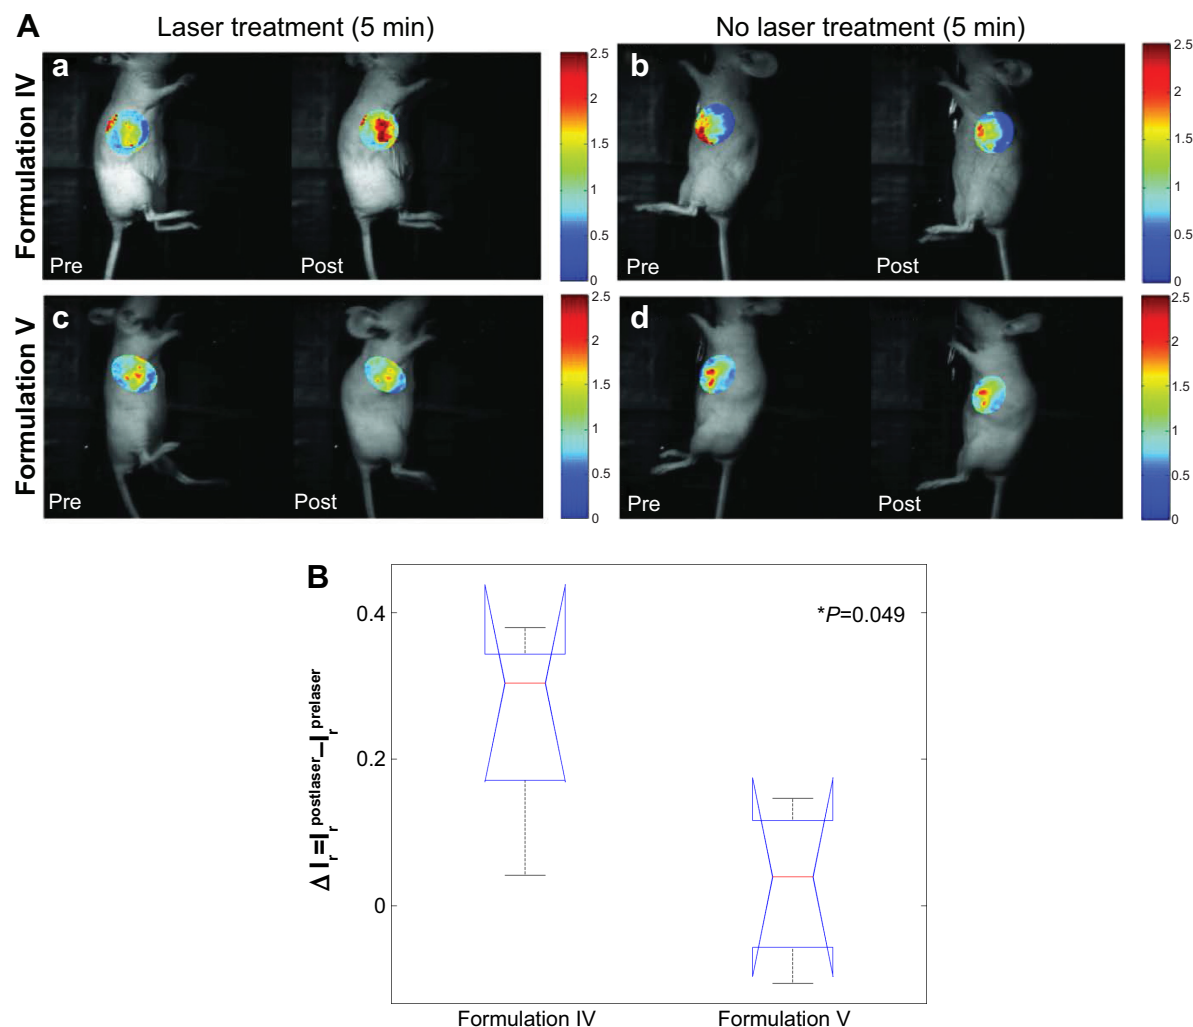 A
Laser treatment (5 min)
No laser treatment (5 min)
Formulation IV
a
Pre
Post
2.5
2
1.5
1
0.5
0
b
Pre
Post
2.5
2
1.5
1
0.5
0
Formulation V
c
Pre
Post
2.5
2
1.5
1
0.5
0
d
Pre
Post
2.5
2
1.5
1
0.5
0
B
Δ Iᵣ=Iᵣ postlaser–Iᵣ prelaser
0.4
0.2
0
*P=0.049
Formulation IV
Formulation V